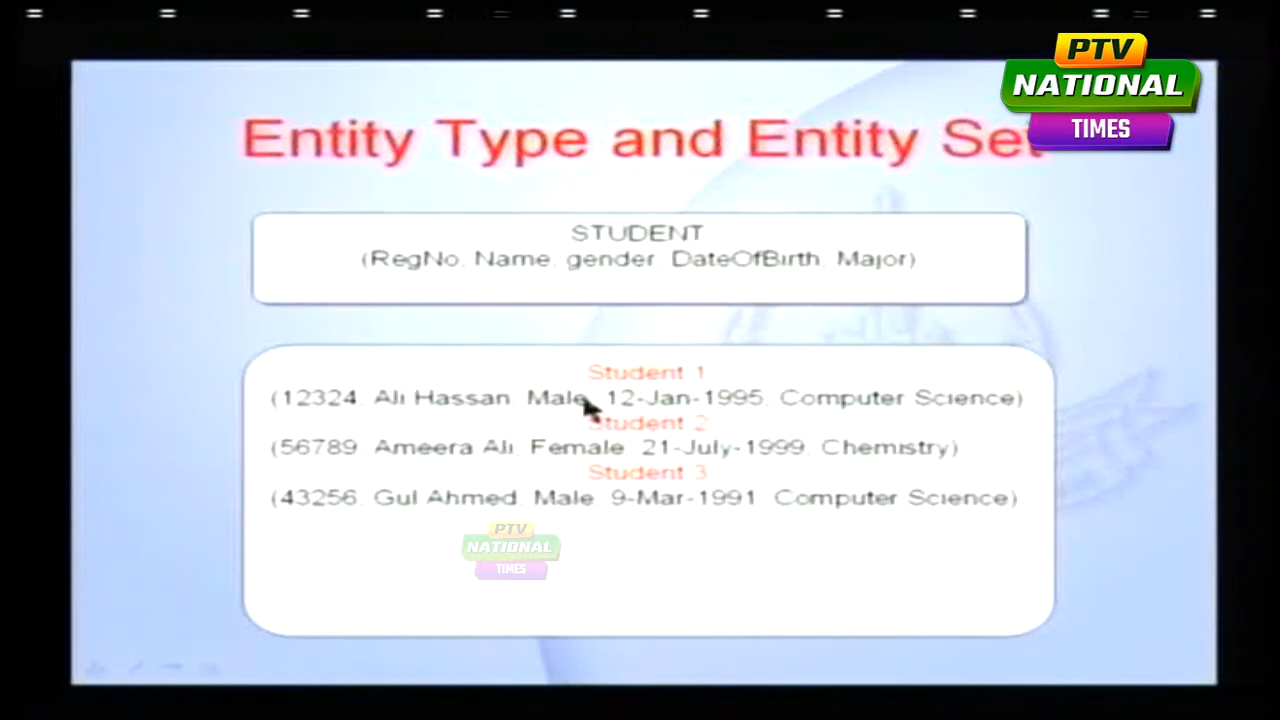 PTV
NATIONAL
TIMES
Entity Type and Entity Set
STUDENT
(RegNo, Name, gender, DateOfBirth, Major)
Student 1
(12324, Ali Hassan, Male, 12-Jan-1995, Computer Science)
Student 2
(56789, Ameera Ali, Female, 21-July-1999, Chemistry)
Student 3
(43256, Gul Ahmed, Male, 9-Mar-1991, Computer Science)
PTV
NATIONAL
TIMES